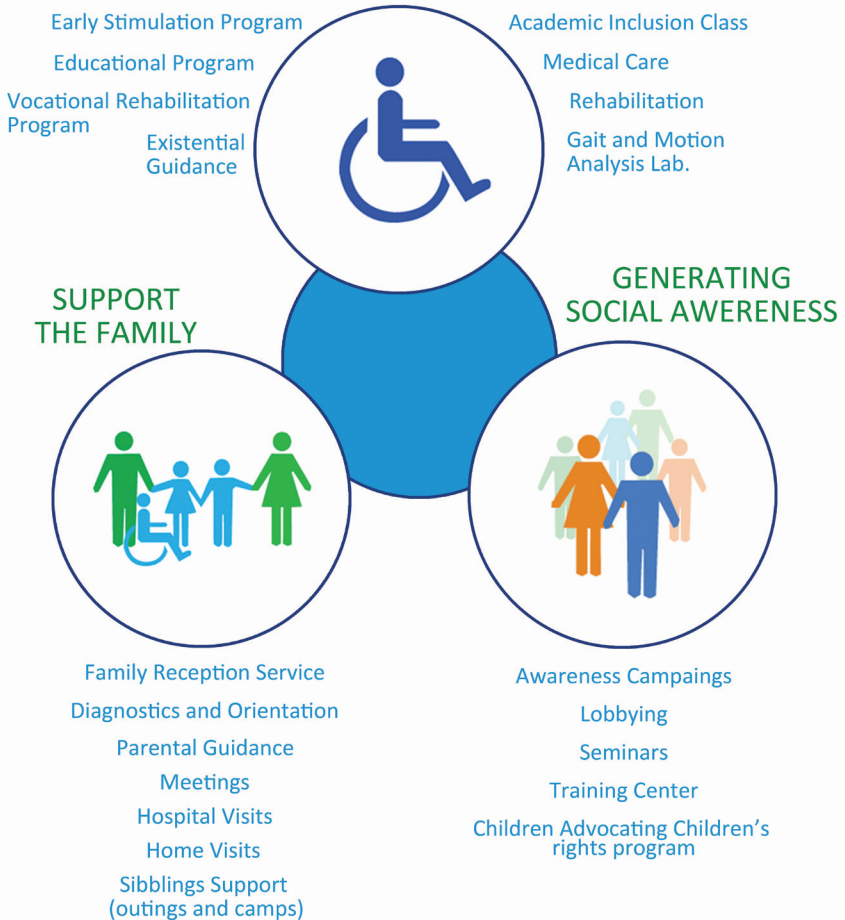 Early Stimulation Program
Educational Program
Vocational Rehabilitation
Program
Existential
Guidance
Academic Inclusion Class
Medical Care
Rehabilitation
Gait and Motion
Analysis Lab.
SUPPORT
THE FAMILY
GENERATING
SOCIAL AWERENESS
Family Reception Service
Diagnostics and Orientation
Parental Guidance
Meetings
Hospital Visits
Home Visits
Sibblings Support
(outings and camps)
Awareness Campaings
Lobbying
Seminars
Training Center
Children Advocating Children’s
rights program